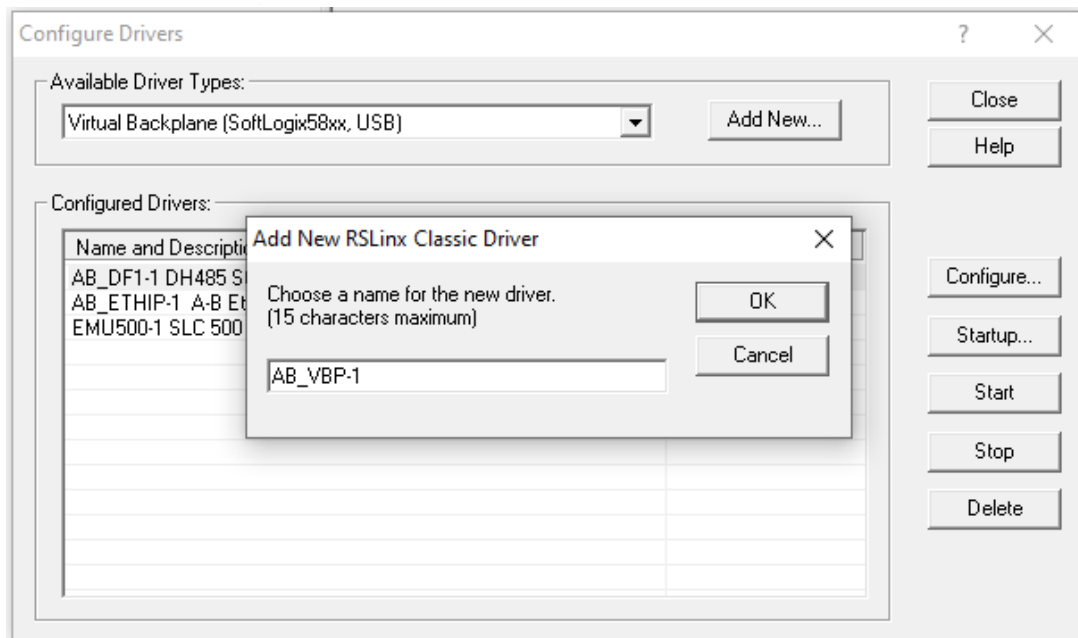 Configure Drivers
?
Available Driver Types:
Virtual Backplane (SoftLogix58xx, USB)
Add New...
Close
Help
Configured Drivers:
Name and Descripti
AB_DF1-1 DH485
AB_ETHIP-1 A-B Et
EMU500-1 SLC 500
Add New RSLinx Classic Driver
Choose a name for the new driver.
(15 characters maximum)
AB_VBP-1
OK
Cancel
Configure...
Startup...
Start
Stop
Delete